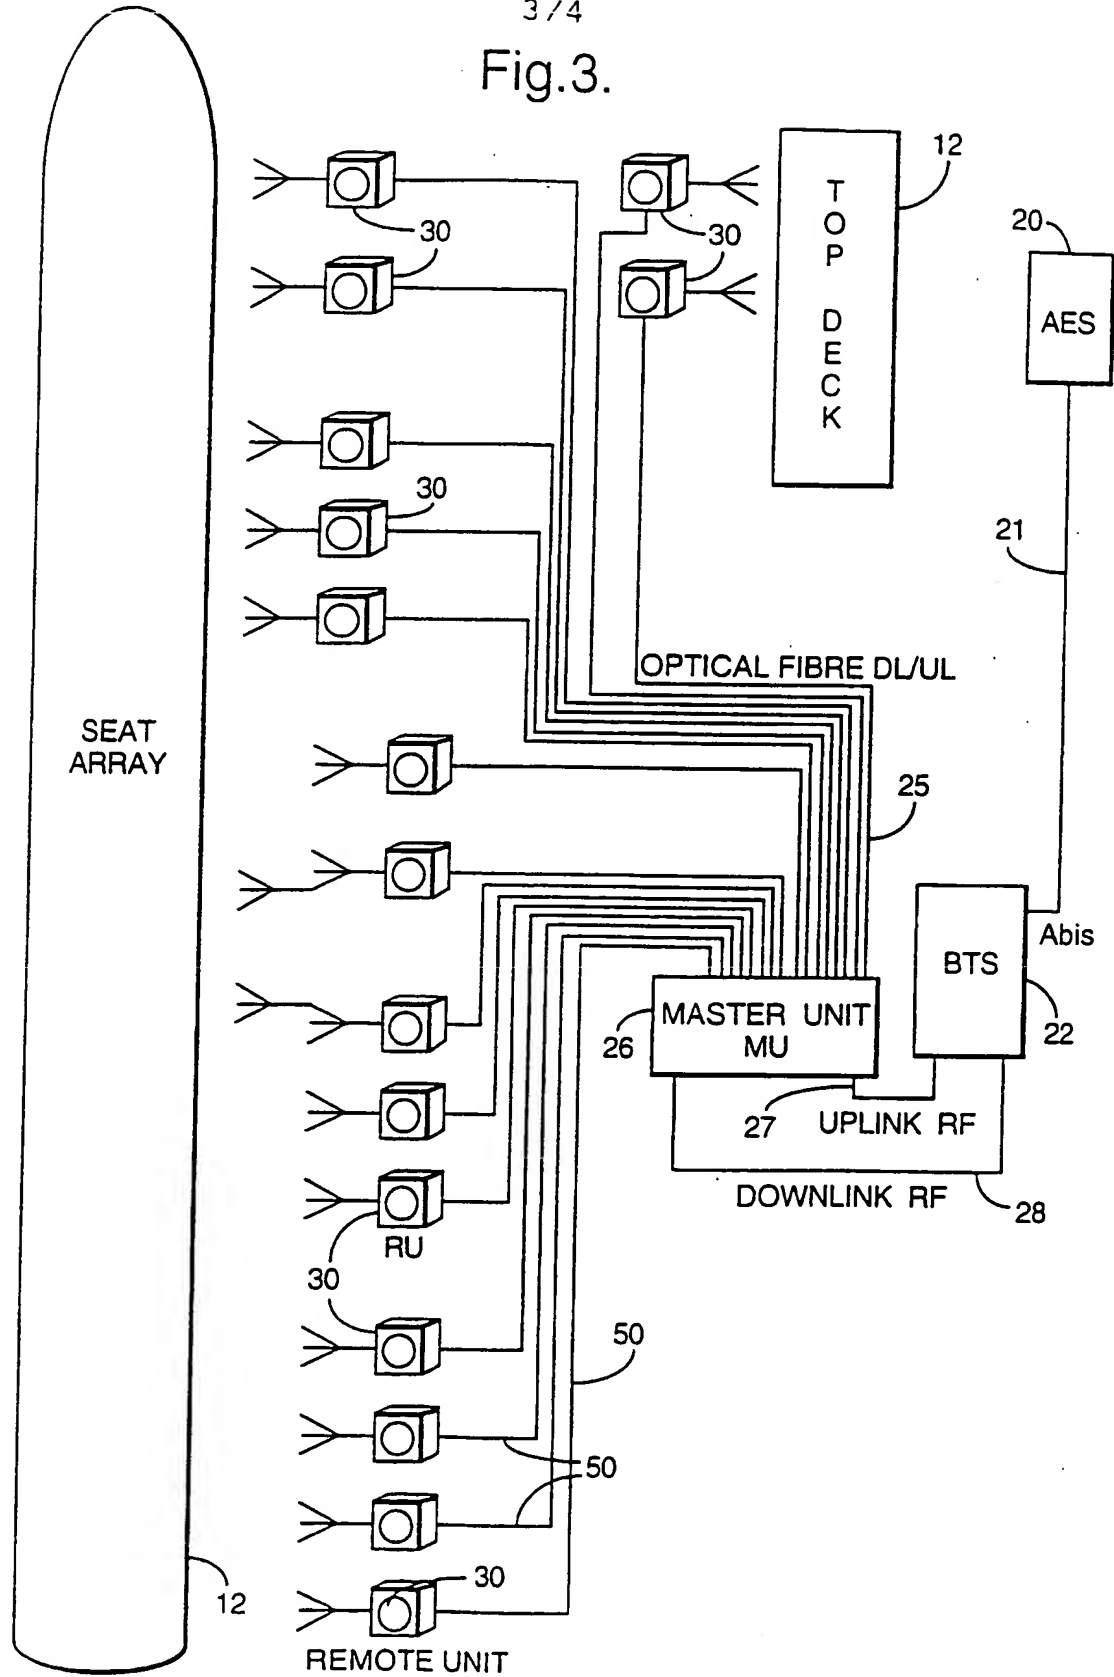 3/4
Fig.3.
12
30
30
20
TOP DECK
AES
30
21
OPTICAL FIBRE DL/UL
SEAT
ARRAY
25
Abis
BTS
MASTER UNIT
MU
26
22
27
UPLINK RF
DOWNLINK RF
28
RU
30
50
50
30
12
REMOTE UNIT